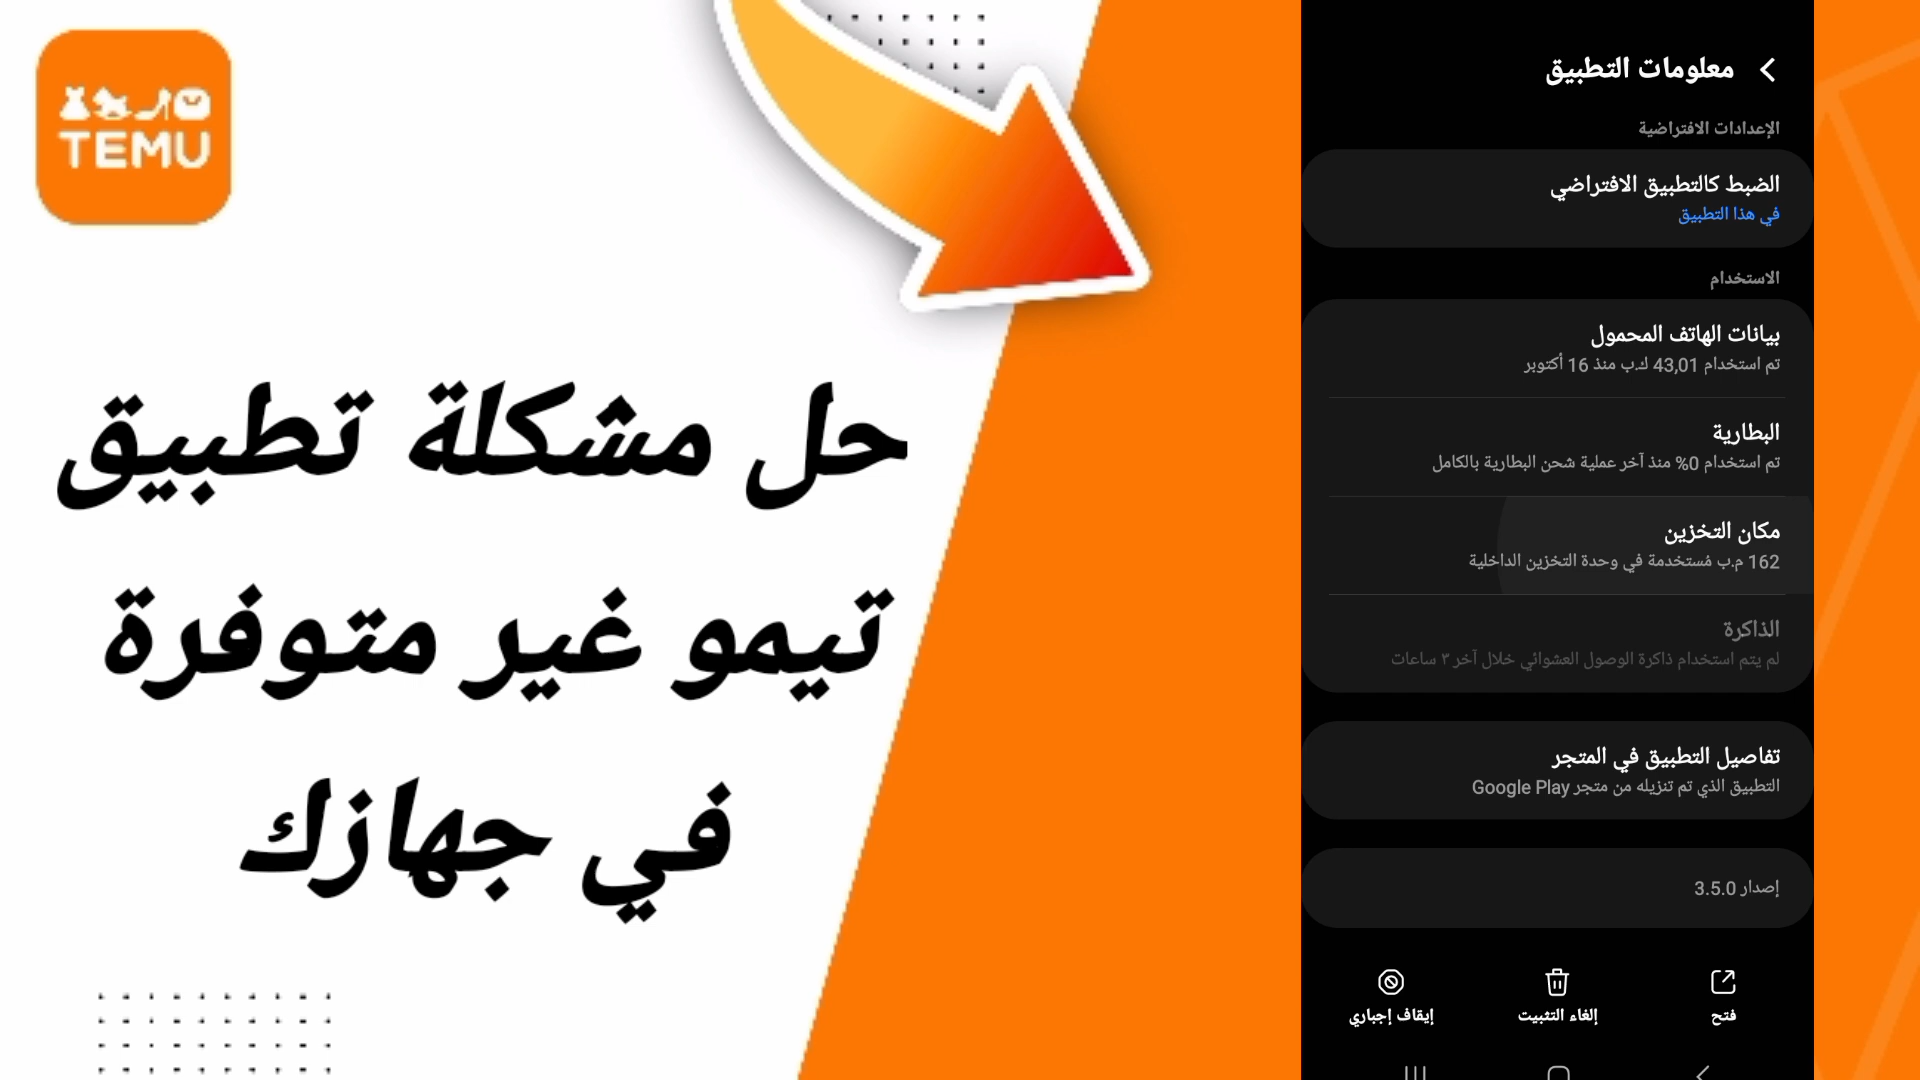 TEMU
حل مشكلة تطبيق
تيمو غير متوفرة
في جهازك
معلومات التطبيق
الإعدادات الافتراضية
الضبط كالتطبيق الافتراضي
في هذا التطبيق
الاستخدام
بيانات الهاتف المحمول
تم استخدام 43,01 ك.ب منذ 16 أكتوبر
البطارية
تم استخدام 0% منذ آخر عملية شحن البطارية بالكامل
مكان التخزين
162 م.ب مُستخدمة في وحدة التخزين الداخلية
الذاكرة
لم يتم استخدام ذاكرة الوصول العشوائي خلال آخر ٣ ساعات
تفاصيل التطبيق في المتجر
التطبيق الذي تم تنزيله من متجر Google Play
إصدار 3.5.0
فتح
إلغاء التثبيت
إيقاف إجباري